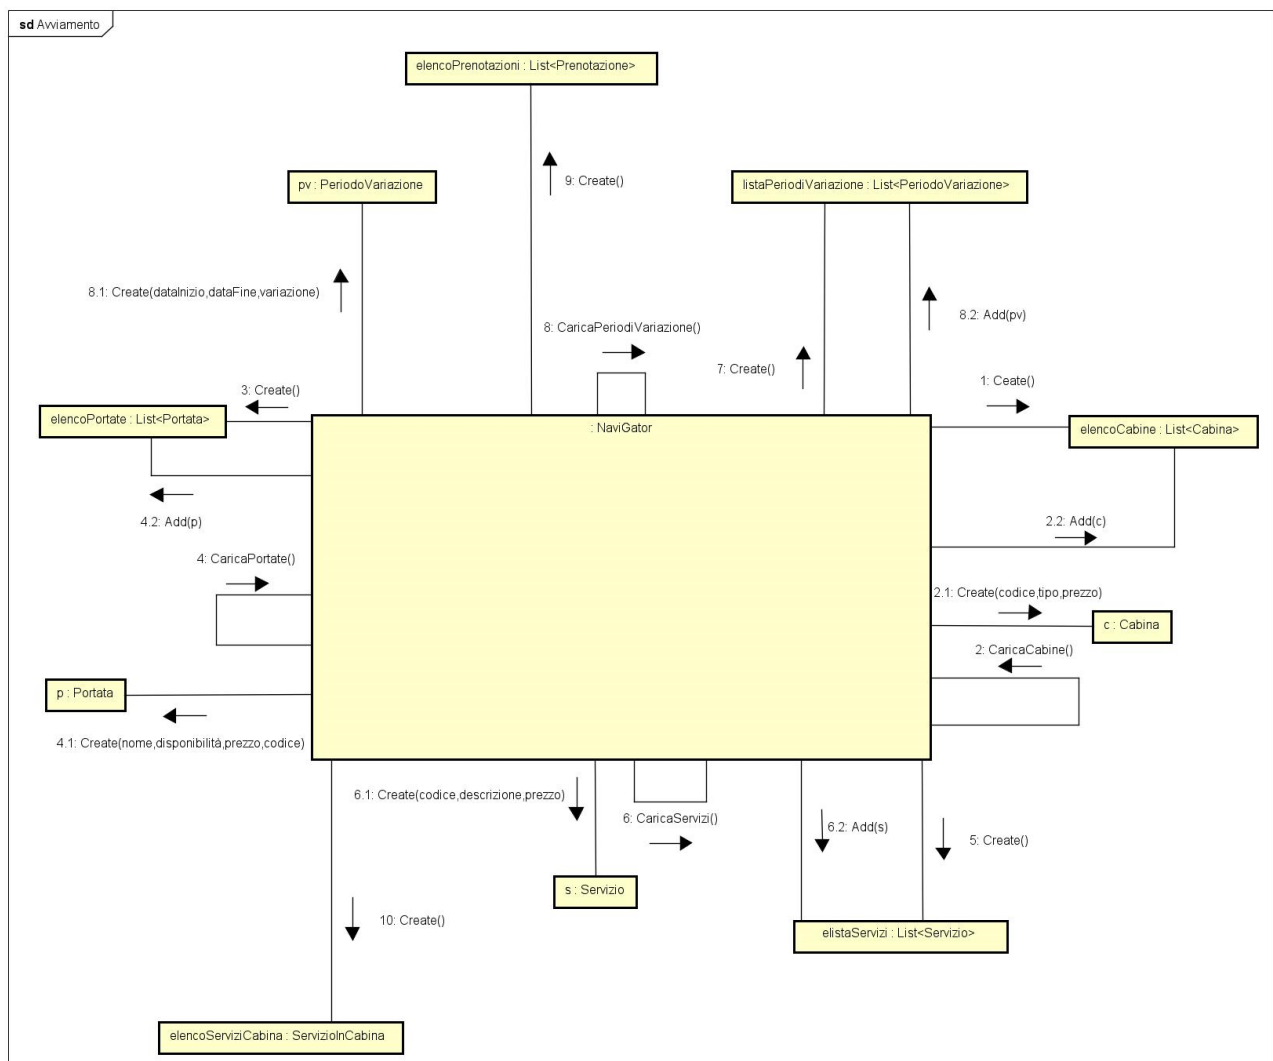 sd Avviamento
elencoPrenotazioni : List<Prenotazione>
pv : PeriodoVariazione
9: Create()
listaPeriodiVariazione : List<PeriodoVariazione>
8.1: Create(dataInizio,dataFine,variazione)
8: CaricaPeriodiVariazione()
8.2: Add(pv)
7: Create()
1: Ceate()
3: Create()
elencoPortate : List<Portata>
: NaviGator
elencoCabine : List<Cabina>
4.2: Add(p)
2.2: Add(c)
4: CaricaPortate()
2.1: Create(codice,tipo,prezzo)
c : Cabina
2: CaricaCabine()
p : Portata
4.1: Create(nome,disponibilità,prezzo,codice)
6.1: Create(codice,descrizione,prezzo)
6: CaricaServizi()
6.2: Add(s)
5: Create()
s : Servizio
10: Create()
elistaServizi : List<Servizio>
elencoServiziCabina : ServizioInCabina